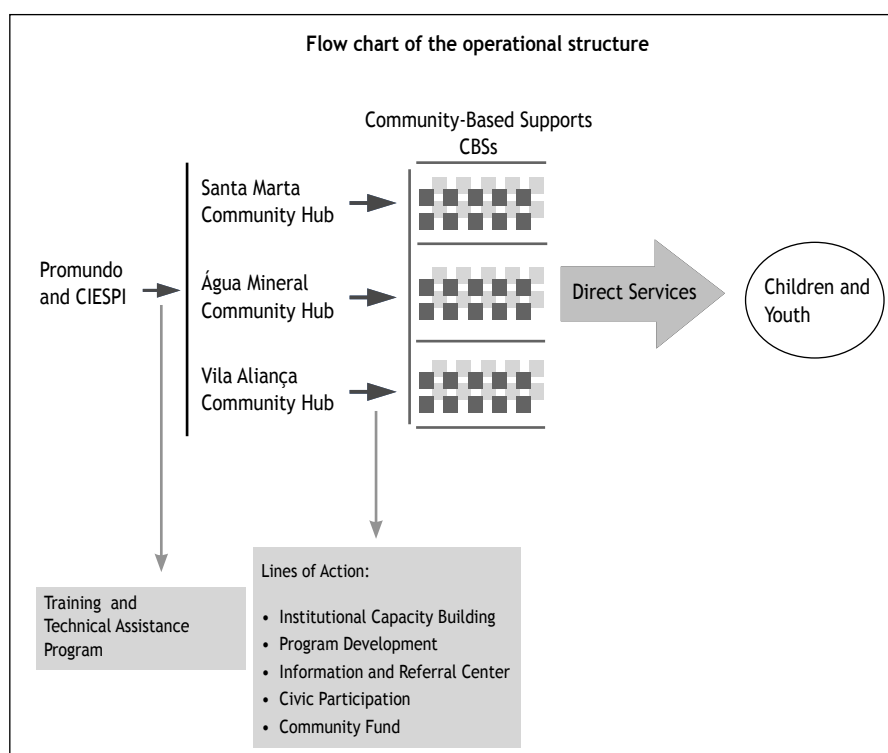 Flow chart of the operational structure
Community-Based Supports
CBSs
Santa Marta
Community Hub
Promundo
and CIESPI
Água Mineral
Community Hub
Direct Services
Children and
Youth
Vila Aliança
Community Hub
Training and
Technical Assistance
Program
Lines of Action:
• Institutional Capacity Building
• Program Development
• Information and Referral Center
• Civic Participation
• Community Fund